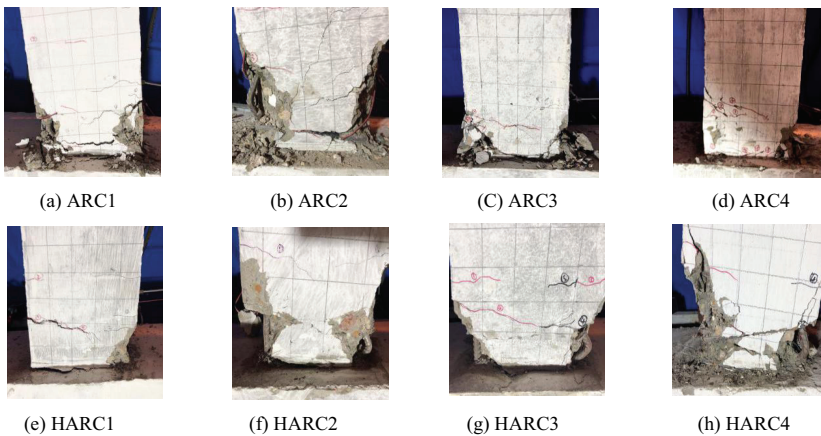 (a) ARC1
(b) ARC2
(C) ARC3
(d) ARC4
(e) HARC1
(f) HARC2
(g) HARC3
(h) HARC4